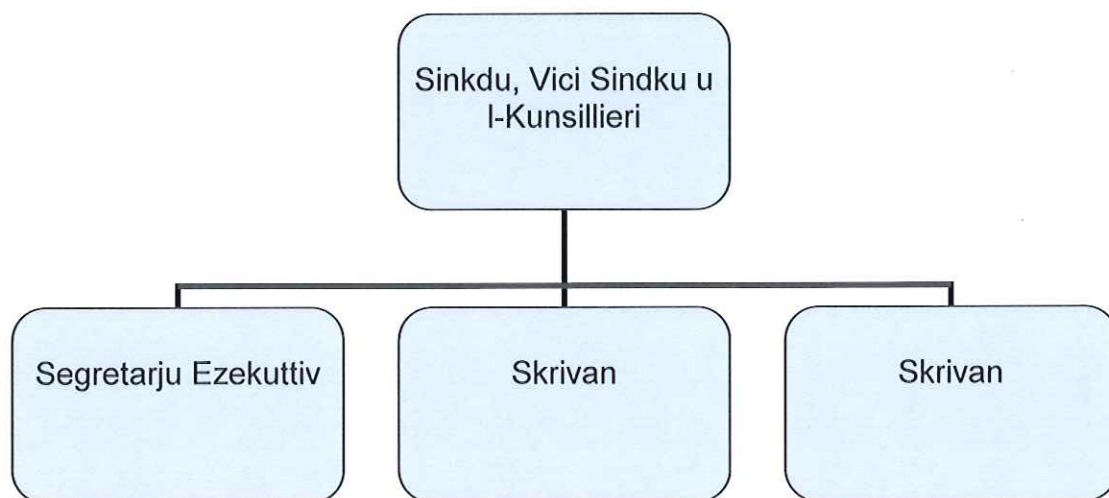 Sinkdu, Vici Sindku u
l-Kunsillieri
Segretarju Ezekuttiv
Skrivan
Skrivan